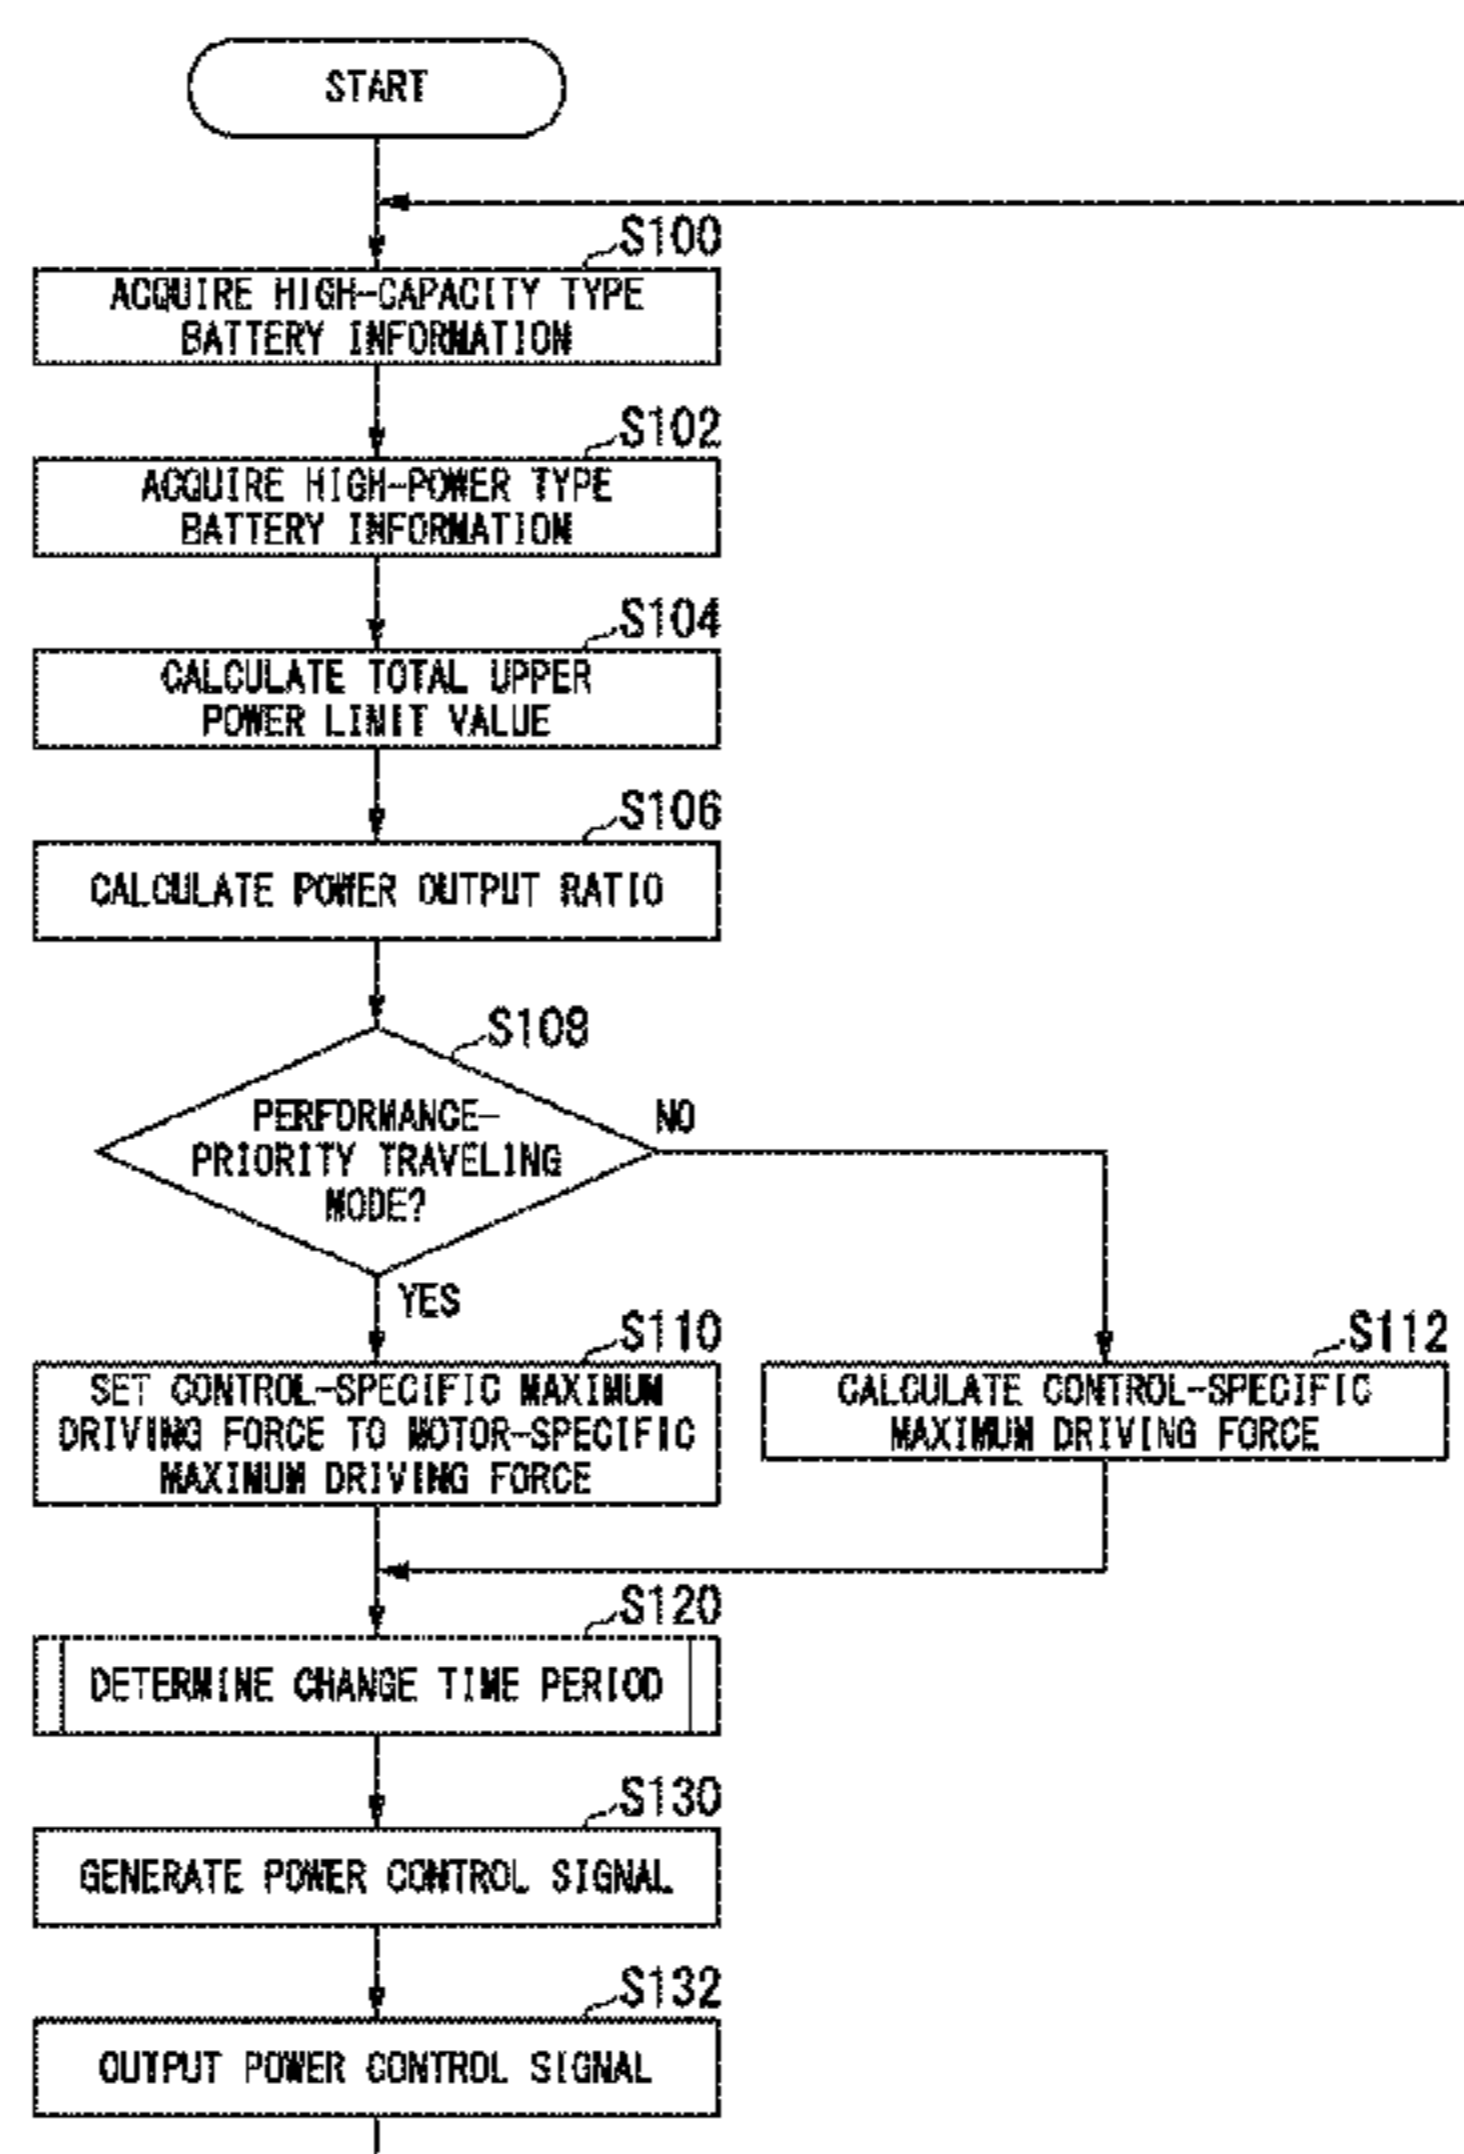 START
S100
ACQUIRE HIGH-CAPACITY TYPE
BATTERY INFORMATION
S102
ACQUIRE HIGH-POWER TYPE
BATTERY INFORMATION
S104
CALCULATE TOTAL UPPER
POWER LIMIT VALUE
S106
CALCULATE POWER OUTPUT RATIO
S108
PERFORMANCE-
PRIORITY TRAVELING
MODE?
NO
YES
S110
SET CONTROL-SPECIFIC MAXIMUM
DRIVING FORCE TO MOTOR-SPECIFIC
MAXIMUM DRIVING FORCE
S112
CALCULATE CONTROL-SPECIFIC
MAXIMUM DRIVING FORCE
S120
DETERMINE CHANGE TIME PERIOD
S130
GENERATE POWER CONTROL SIGNAL
S132
OUTPUT POWER CONTROL SIGNAL